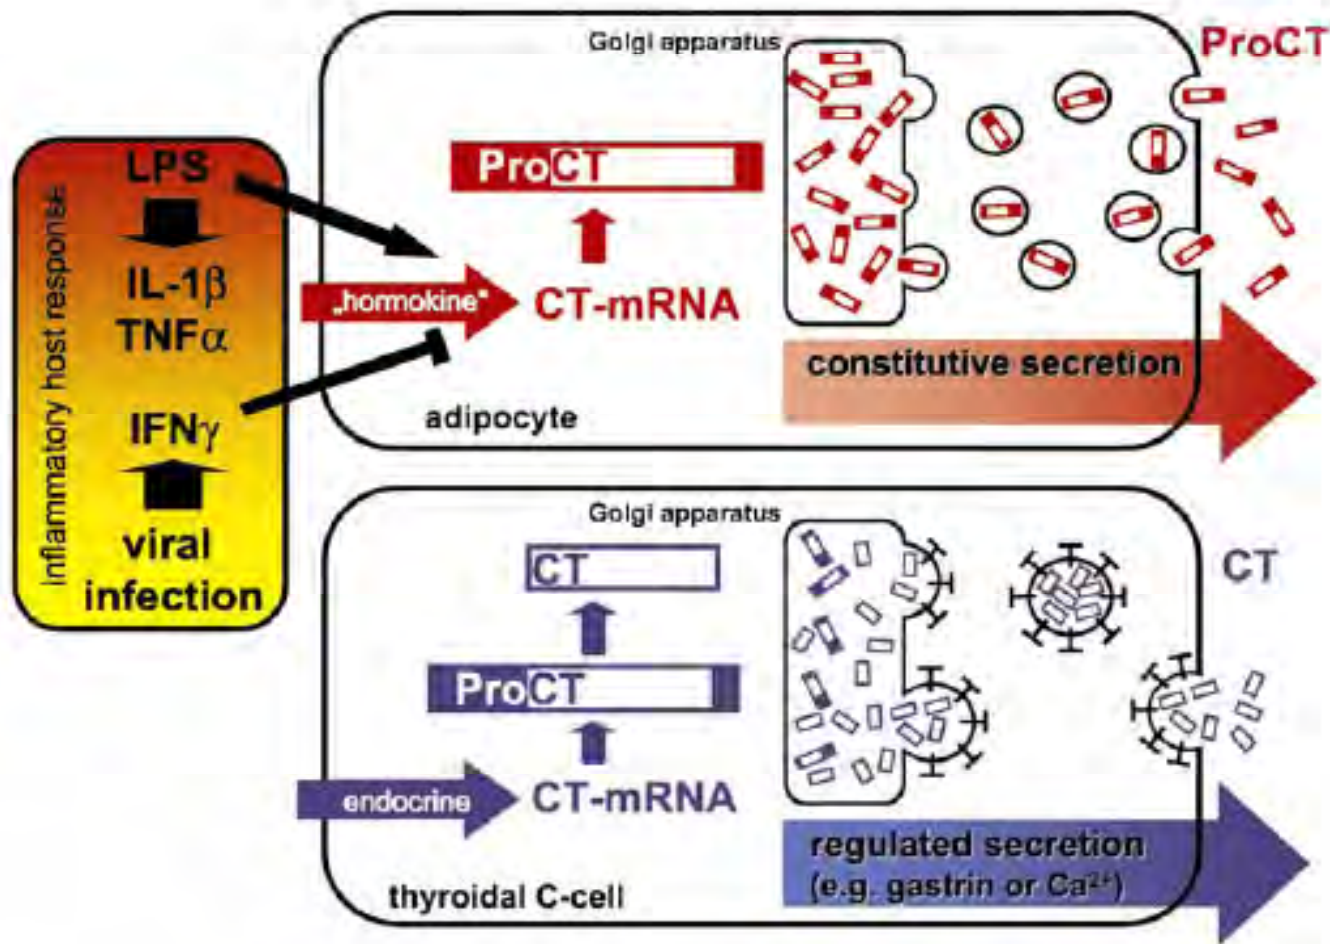 Golgi apparatus
ProCT
LPS
ProCT
IL-1β
TNFα
„hormokine“
CT-mRNA
constitutive secretion
IFNγ
adipocyte
viral
infection
inflammatory host response
Golgi apparatus
CT
CT
ProCT
endocrine
CT-mRNA
regulated secretion
(e.g. gastrin or Ca²⁺)
thyroidal C-cell